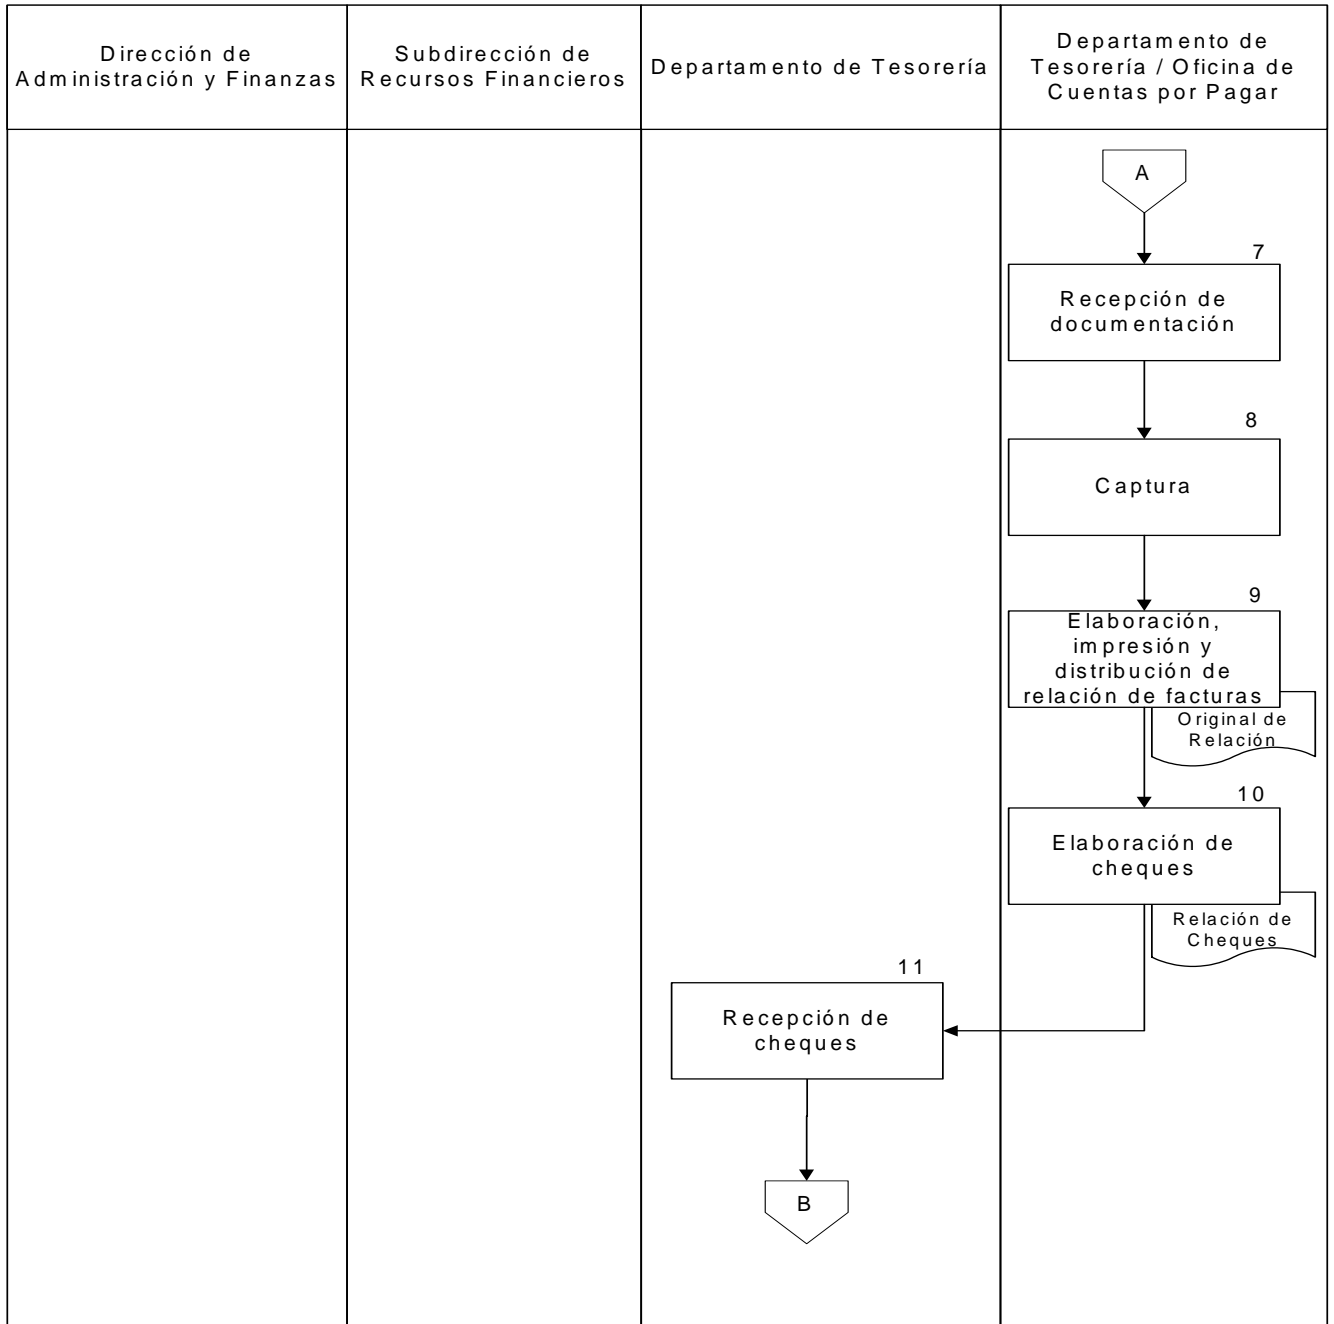 Dirección de
Administración y Finanzas
Subdirección de
Recursos Financieros
Departamento de Tesorería
Departamento de
Tesorería / Oficina de
Cuentas por Pagar
A
7
Recepción de
documentación
8
Captura
9
Elaboración,
impresión y
distribución de
relación de facturas
Original de
Relación
10
Elaboración de
cheques
Relación de
Cheques
11
Recepción de
cheques
B